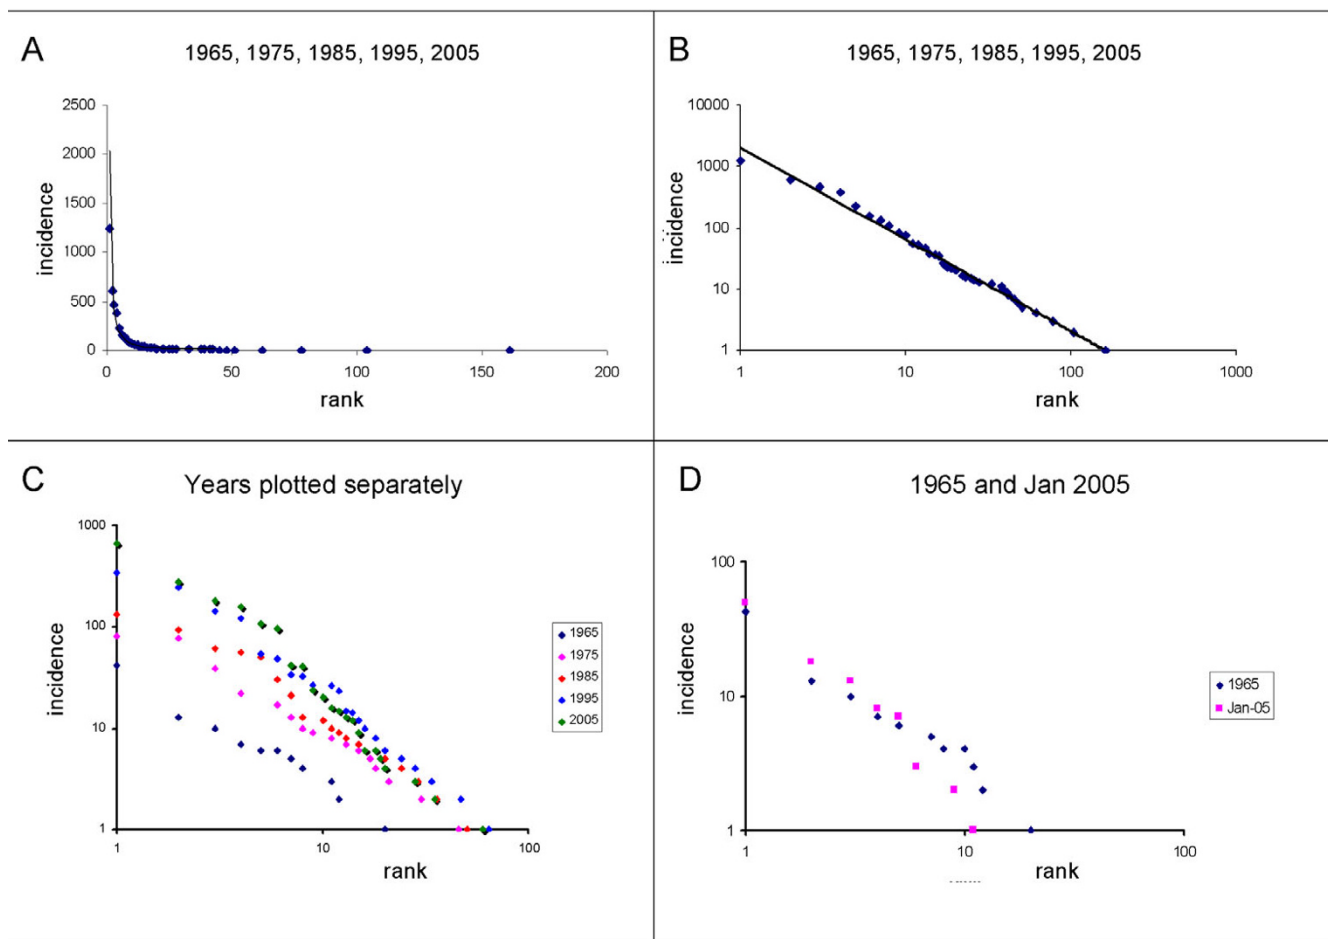 A
1965, 1975, 1985, 1995, 2005
2500
2000
1500
1000
500
0
0 50 100 150 200
incidence
rank
B
1965, 1975, 1985, 1995, 2005
10000
1000
100
10
1
1 10 100 1000
incidence
rank
C
Years plotted separately
1000
100
10
1
1 10 100
incidence
rank
1965
1975
1985
1995
2005
D
1965 and Jan 2005
100
10
1
1 10 100
incidence
rank
1965
Jan-05